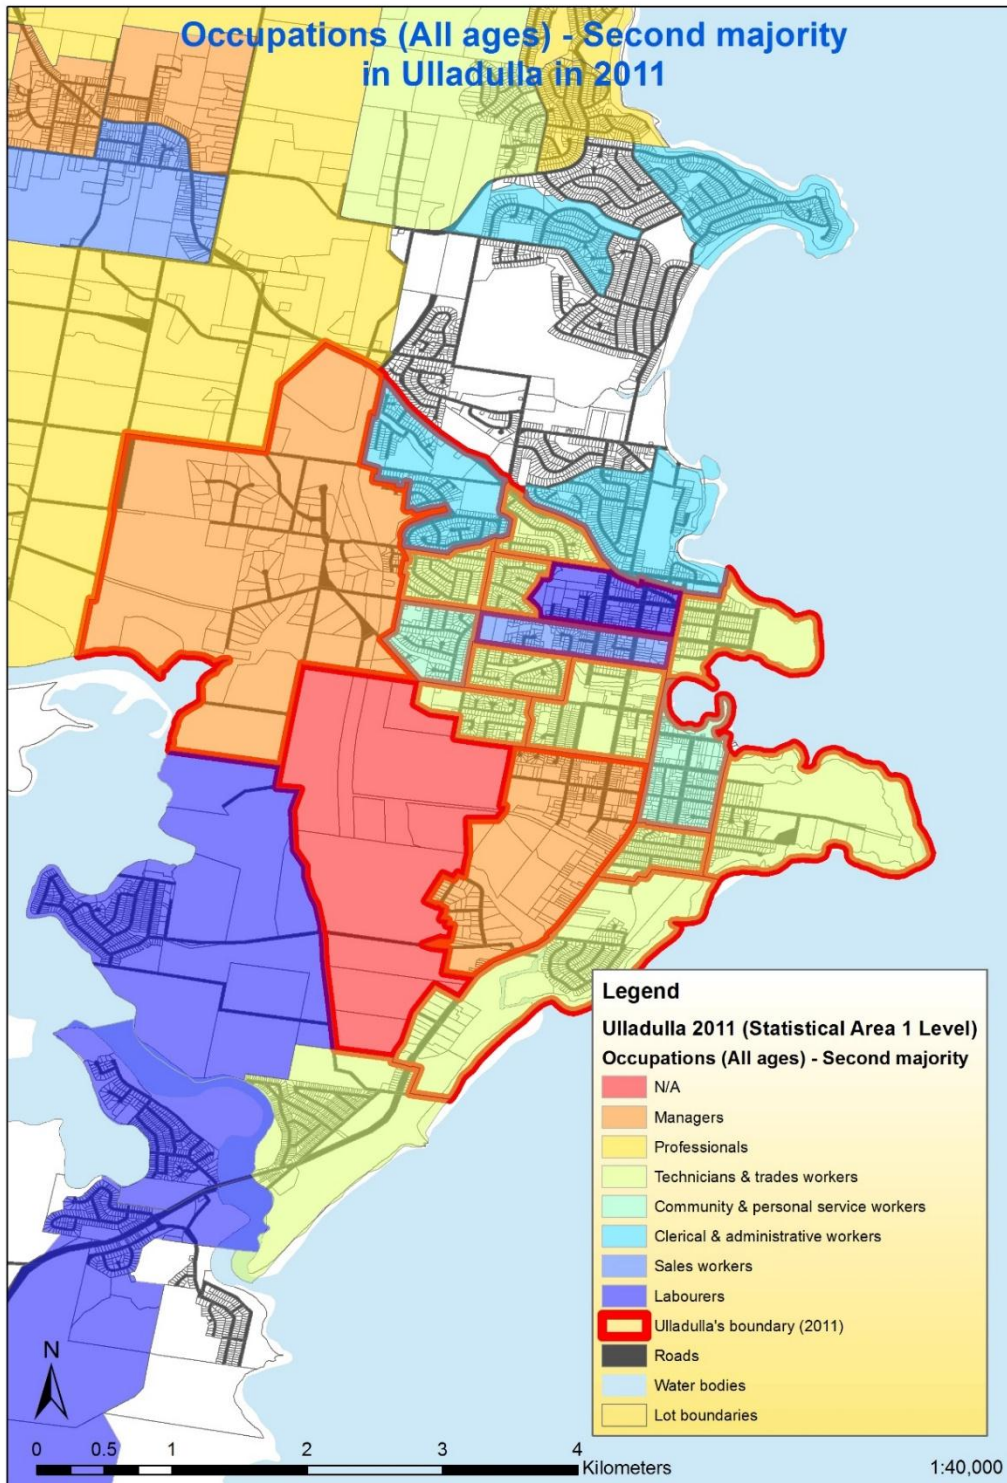 Occupations (All ages) - Second majority
in Ulladulla in 2011
Legend
Ulladulla 2011 (Statistical Area 1 Level)
Occupations (All ages) - Second majority
N/A
Managers
Professionals
Technicians & trades workers
Community & personal service workers
Clerical & administrative workers
Sales workers
Labourers
Ulladulla's boundary (2011)
Roads
Water bodies
Lot boundaries
N
0 0.5 1 2 3 4
Kilometers
1:40,000